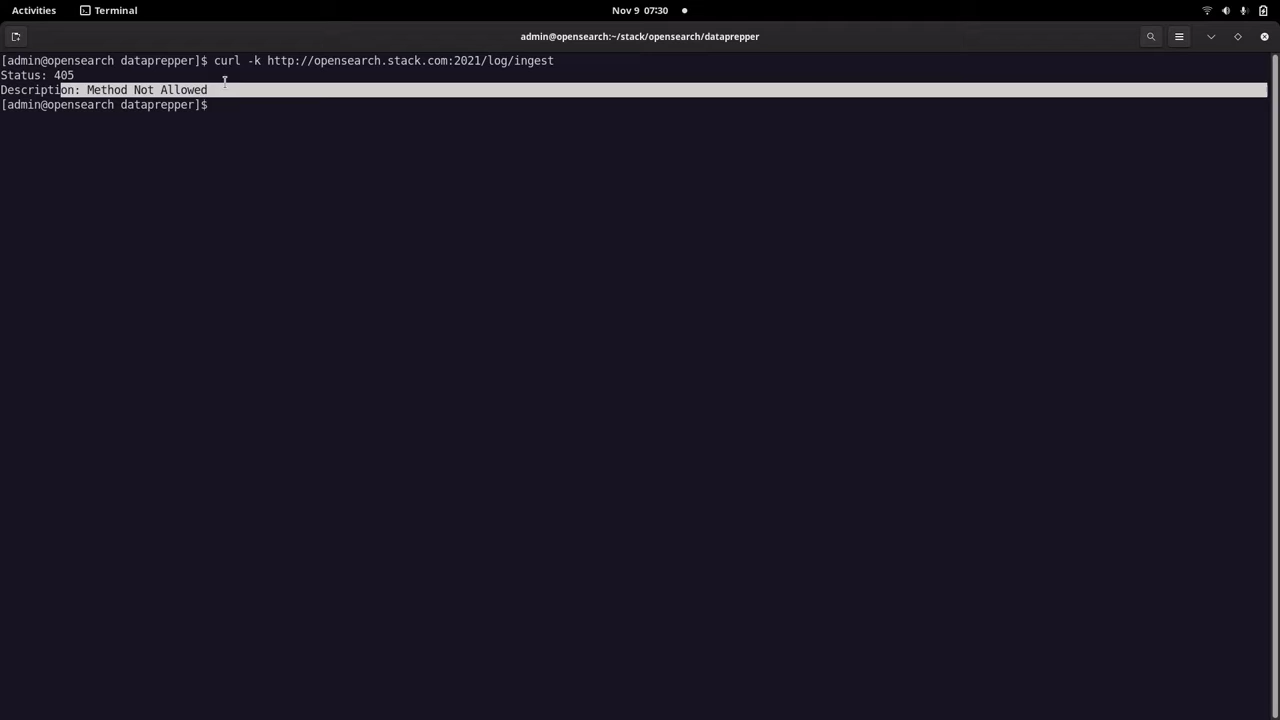 Activities
Terminal
Nov 9 07:30
admin@opensearch:~/stack/opensearch/dataprepper
[admin@opensearch dataprepper]$ curl -k http://opensearch.stack.com:2021/log/ingest
Status: 405
Description: Method Not Allowed
[admin@opensearch dataprepper]$